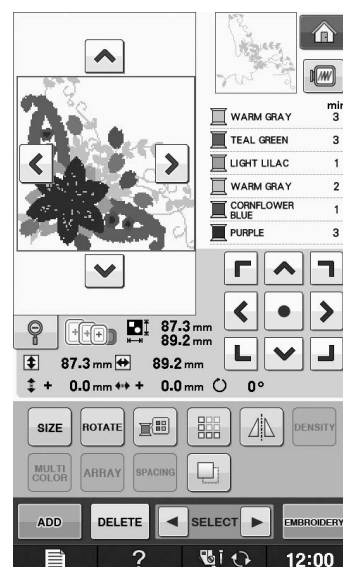 min
WARM GRAY 3
TEAL GREEN 3
LIGHT LILAC 1
WARM GRAY 2
CORNFLOWER
BLUE 1
PURPLE 3
87.3 mm
89.2 mm
87.3 mm 89.2 mm
+ 0.0 mm + 0.0 mm 0°
SIZE ROTATE DENSITY
MULTI
COLOR ARRAY SPACING
ADD DELETE SELECT EMBROIDERY
? 12:00